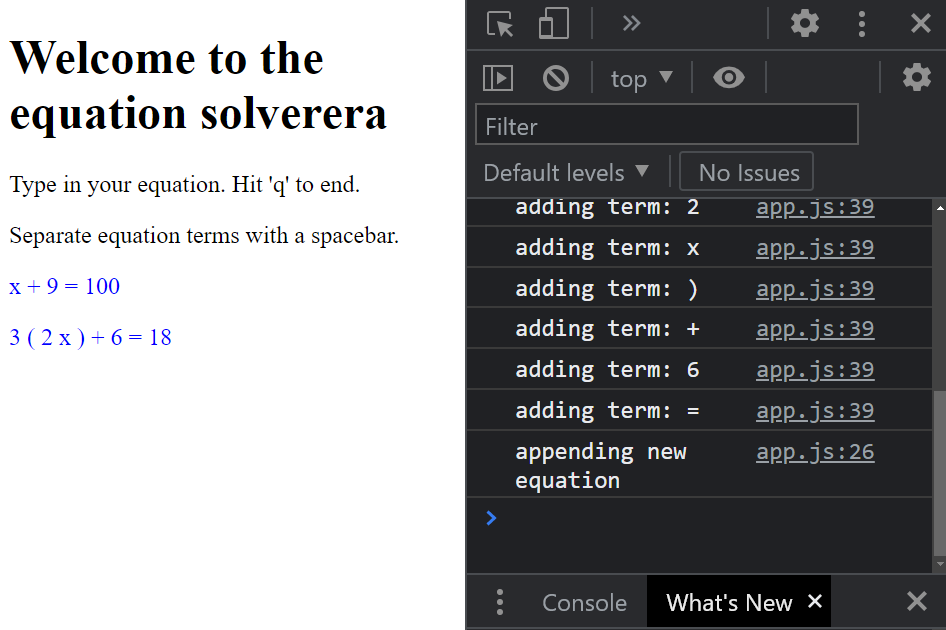 Welcome to the
equation solverera
Type in your equation. Hit 'q' to end.
Separate equation terms with a spacebar.
x + 9 = 100
3 ( 2 x ) + 6 = 18
top
Filter
Default levels
No Issues
adding term: 2 app.js:39
adding term: x app.js:39
adding term: ) app.js:39
adding term: + app.js:39
adding term: 6 app.js:39
adding term: = app.js:39
appending new app.js:26
equation
Console What's New